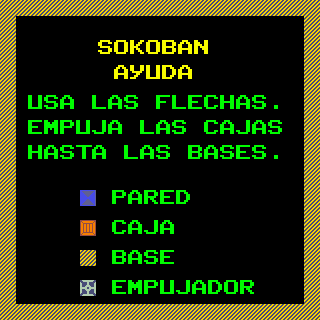 SOKOBAN
AYUDA
USA LAS FLECHAS.
EMPUJA LAS CAJAS
HASTA LAS BASES.
PARED
CAJA
BASE
EMPUJADOR